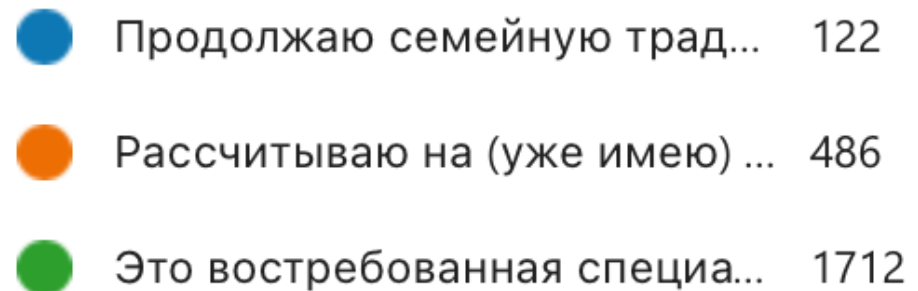 Продолжаю семейную трад... 122
Рассчитываю на (уже имею) ... 486
Это востребованная специа... 1712